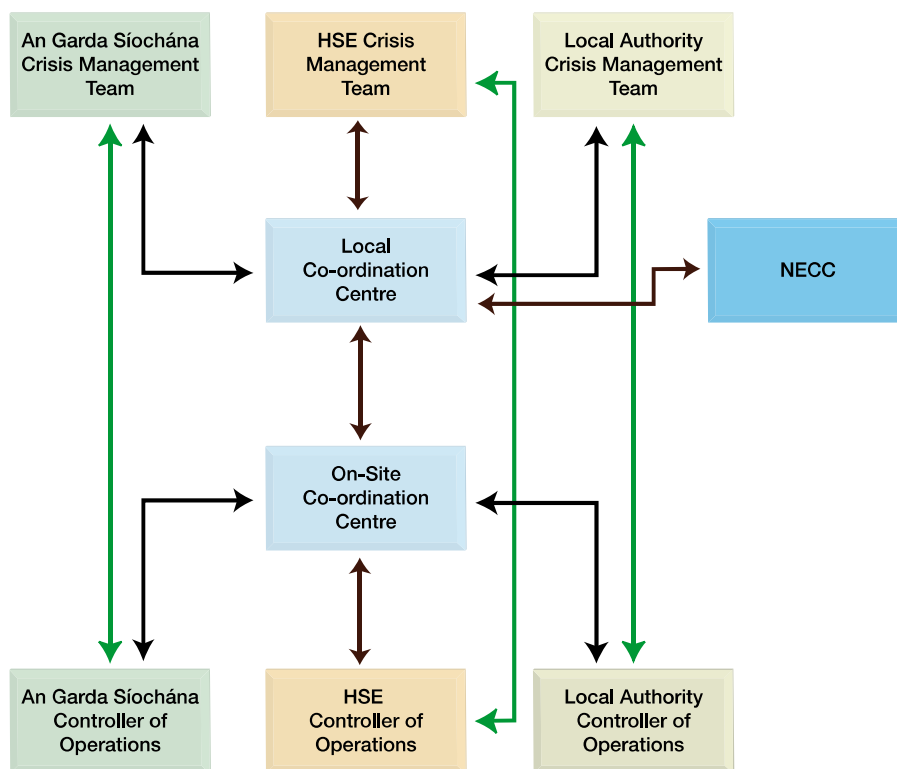 An Garda Síochána
Crisis Management
Team
HSE Crisis
Management
Team
Local Authority
Crisis Management
Team
Local
Co-ordination
Centre
NECC
On-Site
Co-ordination
Centre
An Garda Síochána
Controller of
Operations
HSE
Controller of
Operations
Local Authority
Controller of
Operations